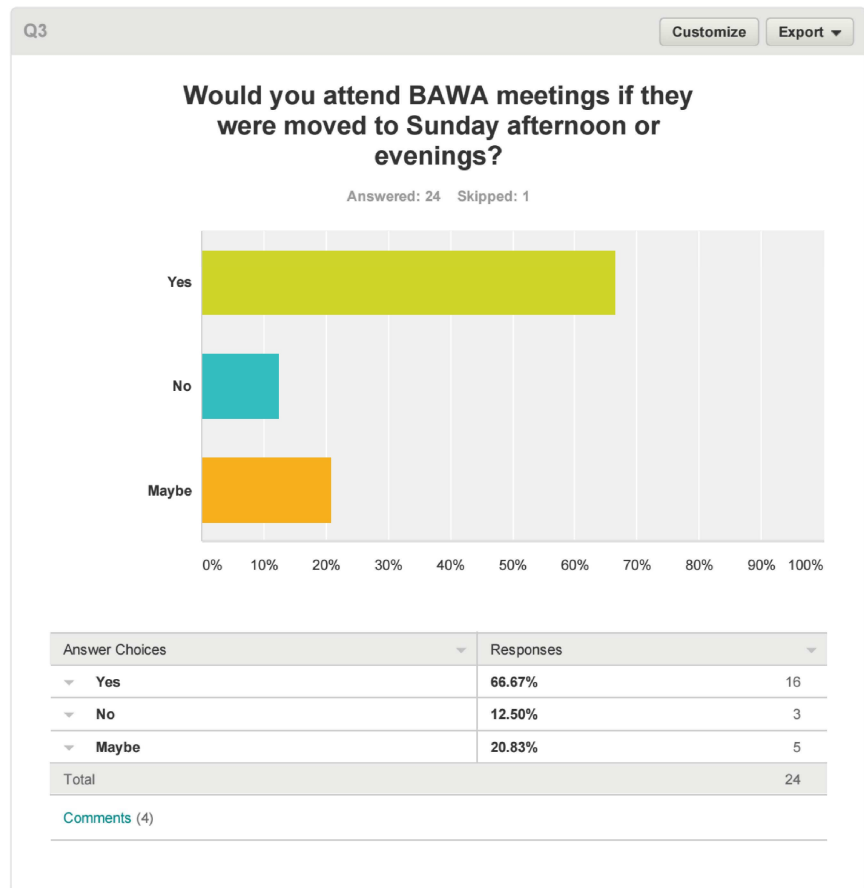 Q3
Customize
Export
Would you attend BAWA meetings if they
were moved to Sunday afternoon or
evenings?
Answered: 24 Skipped: 1
Yes
No
Maybe
0% 10% 20% 30% 40% 50% 60% 70% 80% 90% 100%
Answer Choices Responses
Yes 66.67% 16
No 12.50% 3
Maybe 20.83% 5
Total 24
Comments (4)